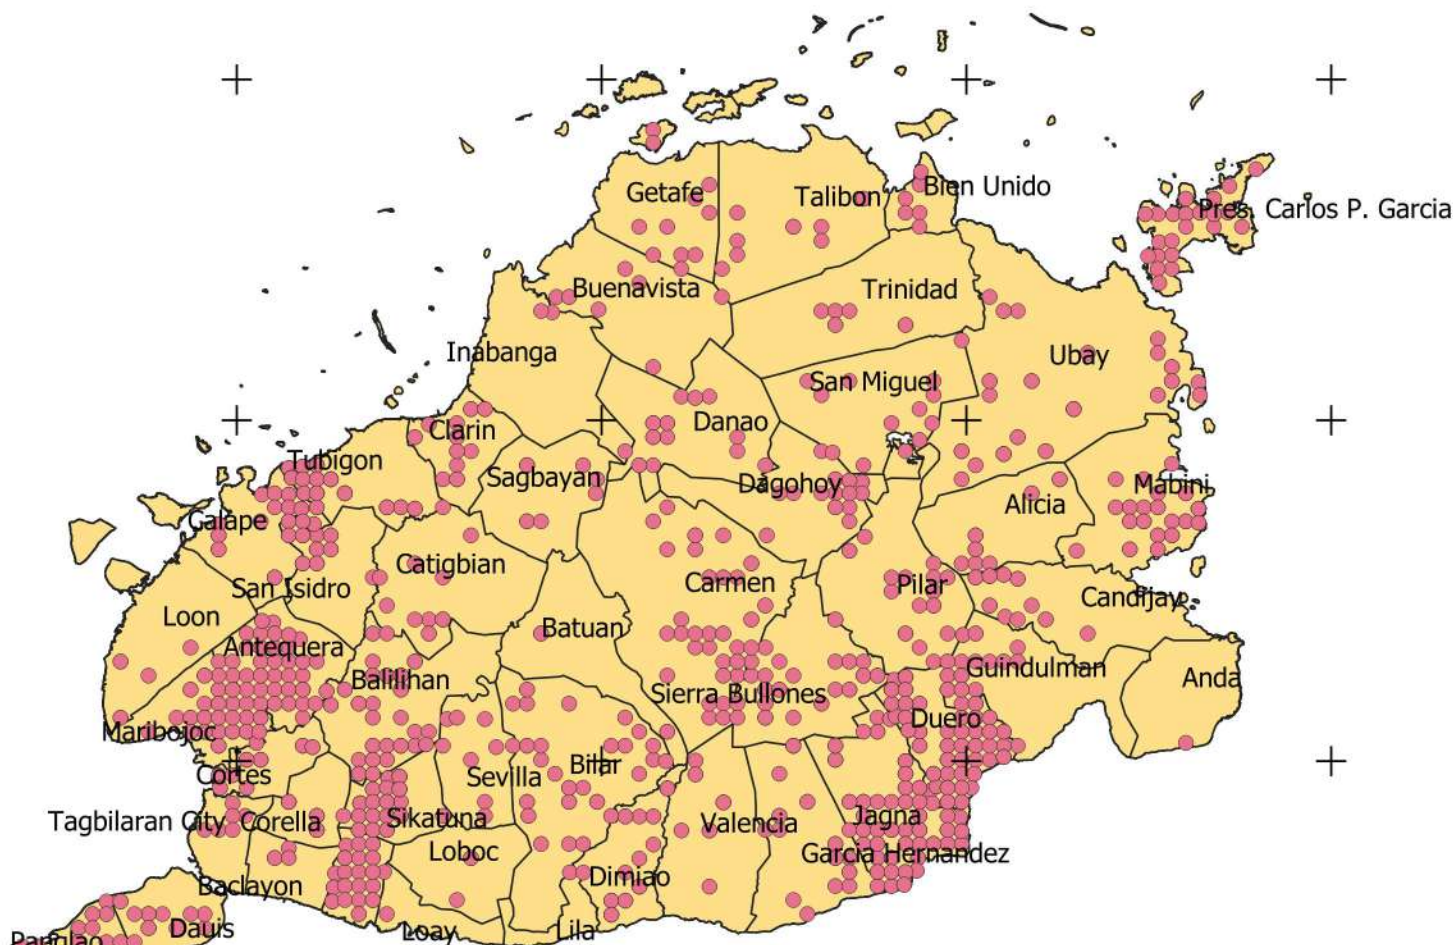 Bien Unido
Getafe
Talibon
Pres. Carlos P. Garcia
Buenavista
Trinidad
Inabanga
Ubay
San Miguel
Danao
Clarin
Tubigon
Sagbayan
Dagohoy
Mabini
Alicia
Calape
Catigbian
Carmen
Pilar
San Isidro
Candijay
Loon
Batuan
Antequera
Guindulman
Balilihan
Anda
Sierra Bullones
Duero
Maribojoc
Bilar
Cortes
Sevilla
Tagbilaran City
Corella
Sikatuna
Valencia
Jagna
Loboc
Garcia Hernandez
Dimiao
Baclayon
Dauis
Loay
Lila
Panglao